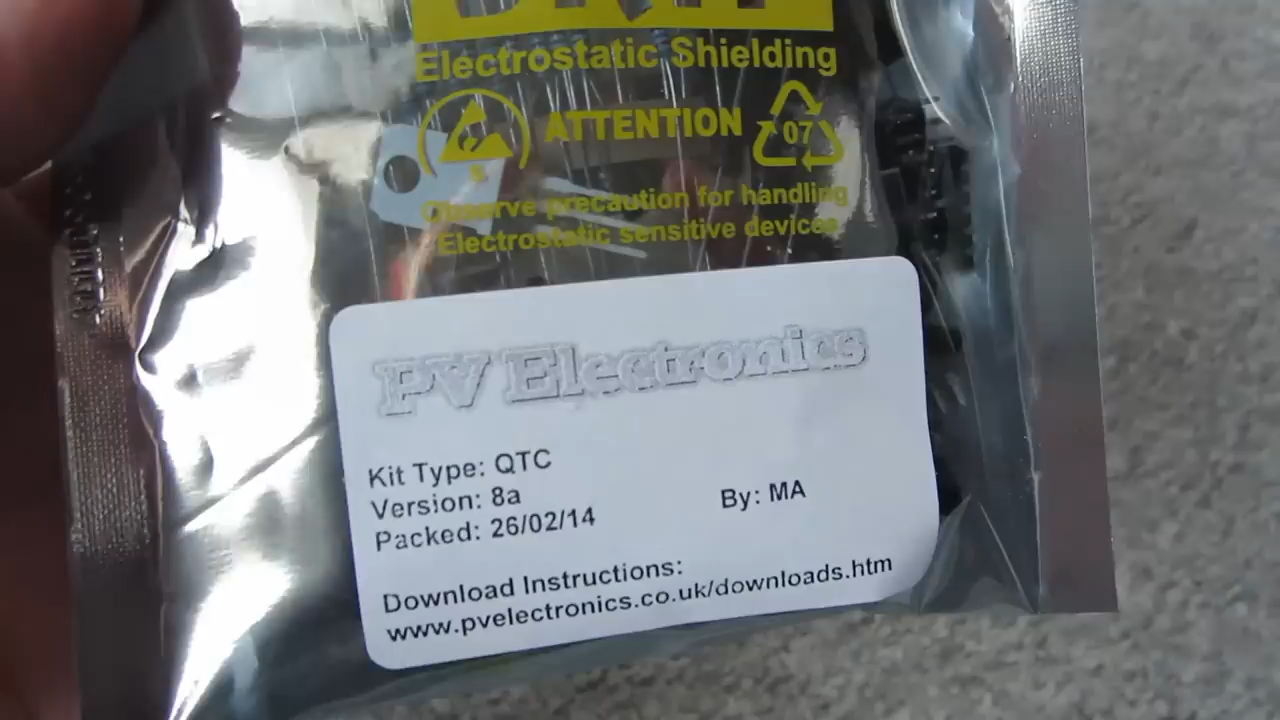 Electrostatic Shielding
ATTENTION
07
Observe precaution for handling
Electrostatic sensitive devices
PV Electronics
Kit Type: QTC
Version: 8a
Packed: 26/02/14
By: MA
Download Instructions:
www.pvelectronics.co.uk/downloads.htm